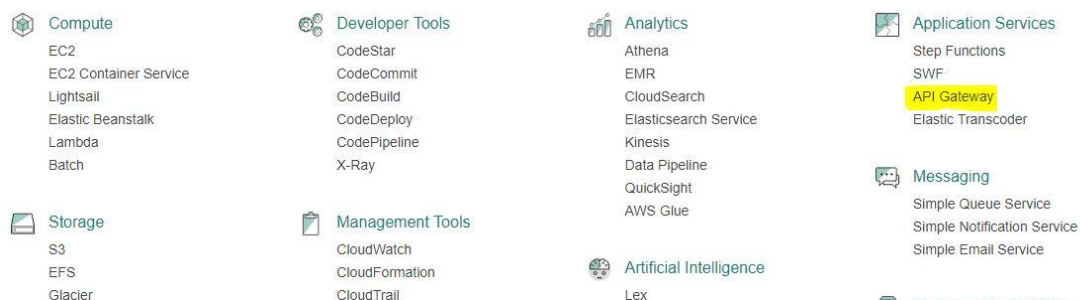 Compute
EC2
EC2 Container Service
Lightsail
Elastic Beanstalk
Lambda
Batch
Storage
S3
EFS
Glacier
Developer Tools
CodeStar
CodeCommit
CodeBuild
CodeDeploy
CodePipeline
X-Ray
Management Tools
CloudWatch
CloudFormation
CloudTrail
Analytics
Athena
EMR
CloudSearch
Elasticsearch Service
Kinesis
Data Pipeline
QuickSight
AWS Glue
Artificial Intelligence
Lex
Application Services
Step Functions
SWF
API Gateway
Elastic Transcoder
Messaging
Simple Queue Service
Simple Notification Service
Simple Email Service